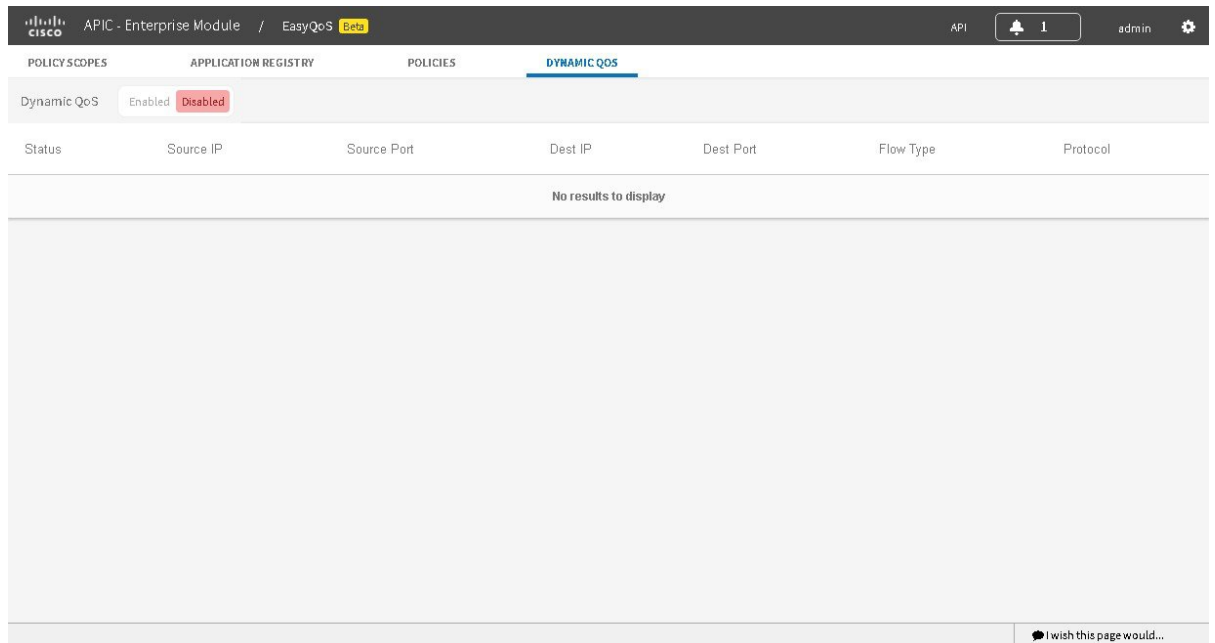 CISCO APIC - Enterprise Module / EasyQoS Beta API 1 admin
POLICY SCOPES APPLICATION REGISTRY POLICIES DYNAMIC QOS
Dynamic QoS Enabled Disabled
Status Source IP Source Port Dest IP Dest Port Flow Type Protocol
No results to display
I wish this page would...